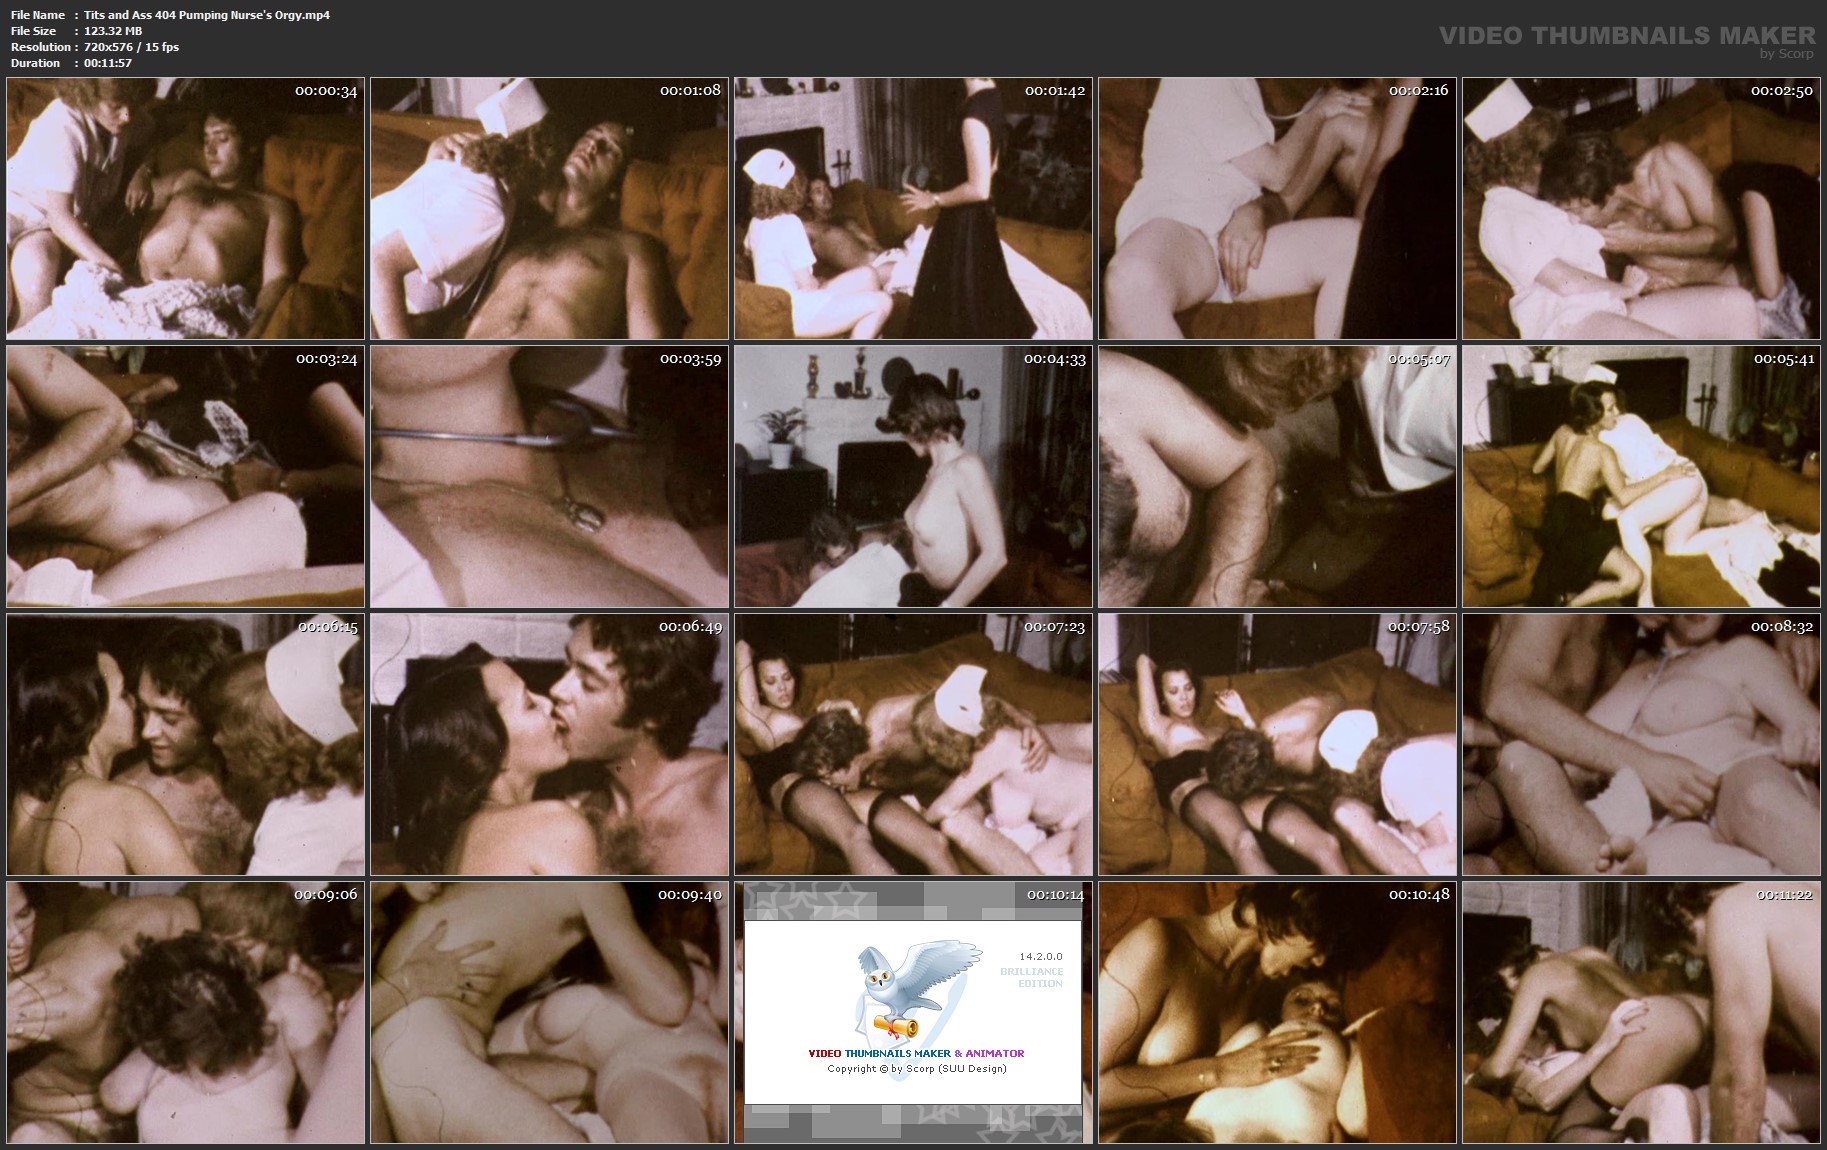 File Name : Tits and Ass 404 Pumping Nurse's Orgy.mp4
File Size : 123.32 MB
Resolution : 720x576 / 15 fps
Duration : 00:11:57
VIDEO THUMBNAILS MAKER
by Scorp
00:00:34
00:01:08
00:01:42
00:02:16
00:02:50
00:03:24
00:03:59
00:04:33
00:05:07
00:05:41
00:06:15
00:06:49
00:07:23
00:07:58
00:08:32
00:09:06
00:09:40
00:10:14
14.2.0.0
BRILLIANCE
EDITION
VIDEO THUMBNAILS MAKER & ANIMATOR
Copyright © by Scorp (SUU Design)
00:10:48
00:11:22